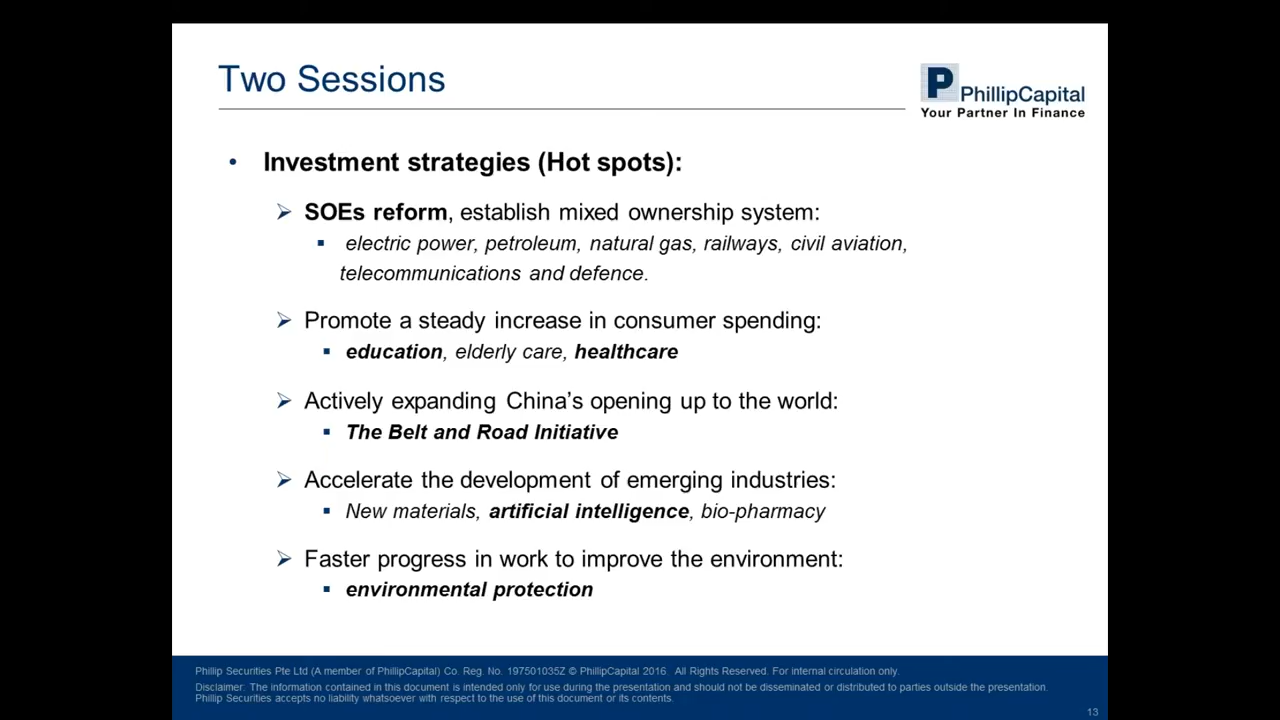 Two Sessions
P PhillipCapital
Your Partner In Finance
• Investment strategies (Hot spots):
SOEs reform, establish mixed ownership system:
electric power, petroleum, natural gas, railways, civil aviation,
telecommunications and defence.
Promote a steady increase in consumer spending:
education, elderly care, healthcare
Actively expanding China's opening up to the world:
The Belt and Road Initiative
Accelerate the development of emerging industries:
New materials, artificial intelligence, bio-pharmacy
Faster progress in work to improve the environment:
environmental protection
Phillip Securities Pte Ltd (A member of PhillipCapital) Co. Reg. No. 197501035Z © PhillipCapital 2016. All Rights Reserved. For internal circulation only.
Disclaimer: The information contained in this document is intended only for use during the presentation and should not be disseminated or distributed to parties outside the presentation.
Phillip Securities accepts no liability whatsoever with respect to the use of this document or its contents.
13